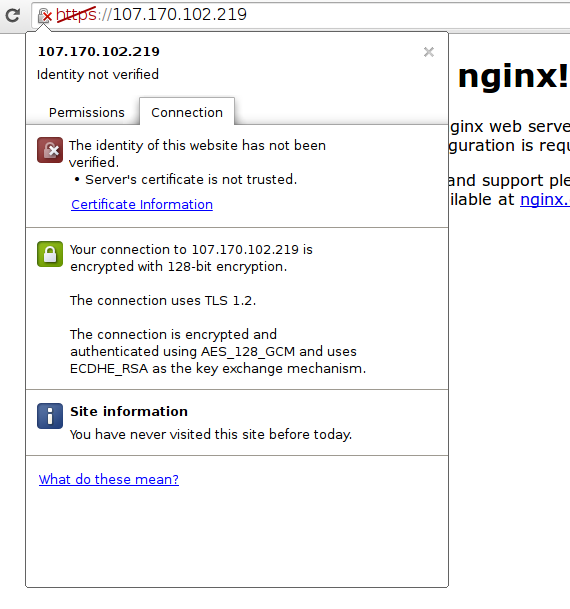 https://107.170.102.219
107.170.102.219
Identity not verified
Permissions
Connection
The identity of this website has not been
verified.
• Server's certificate is not trusted.
Certificate Information
Your connection to 107.170.102.219 is
encrypted with 128-bit encryption.
The connection uses TLS 1.2.
The connection is encrypted and
authenticated using AES_128_GCM and uses
ECDHE_RSA as the key exchange mechanism.
Site information
You have never visited this site before today.
What do these mean?
nginx!
ginx web serve
guration is requ
and support ple
ilable at nginx.